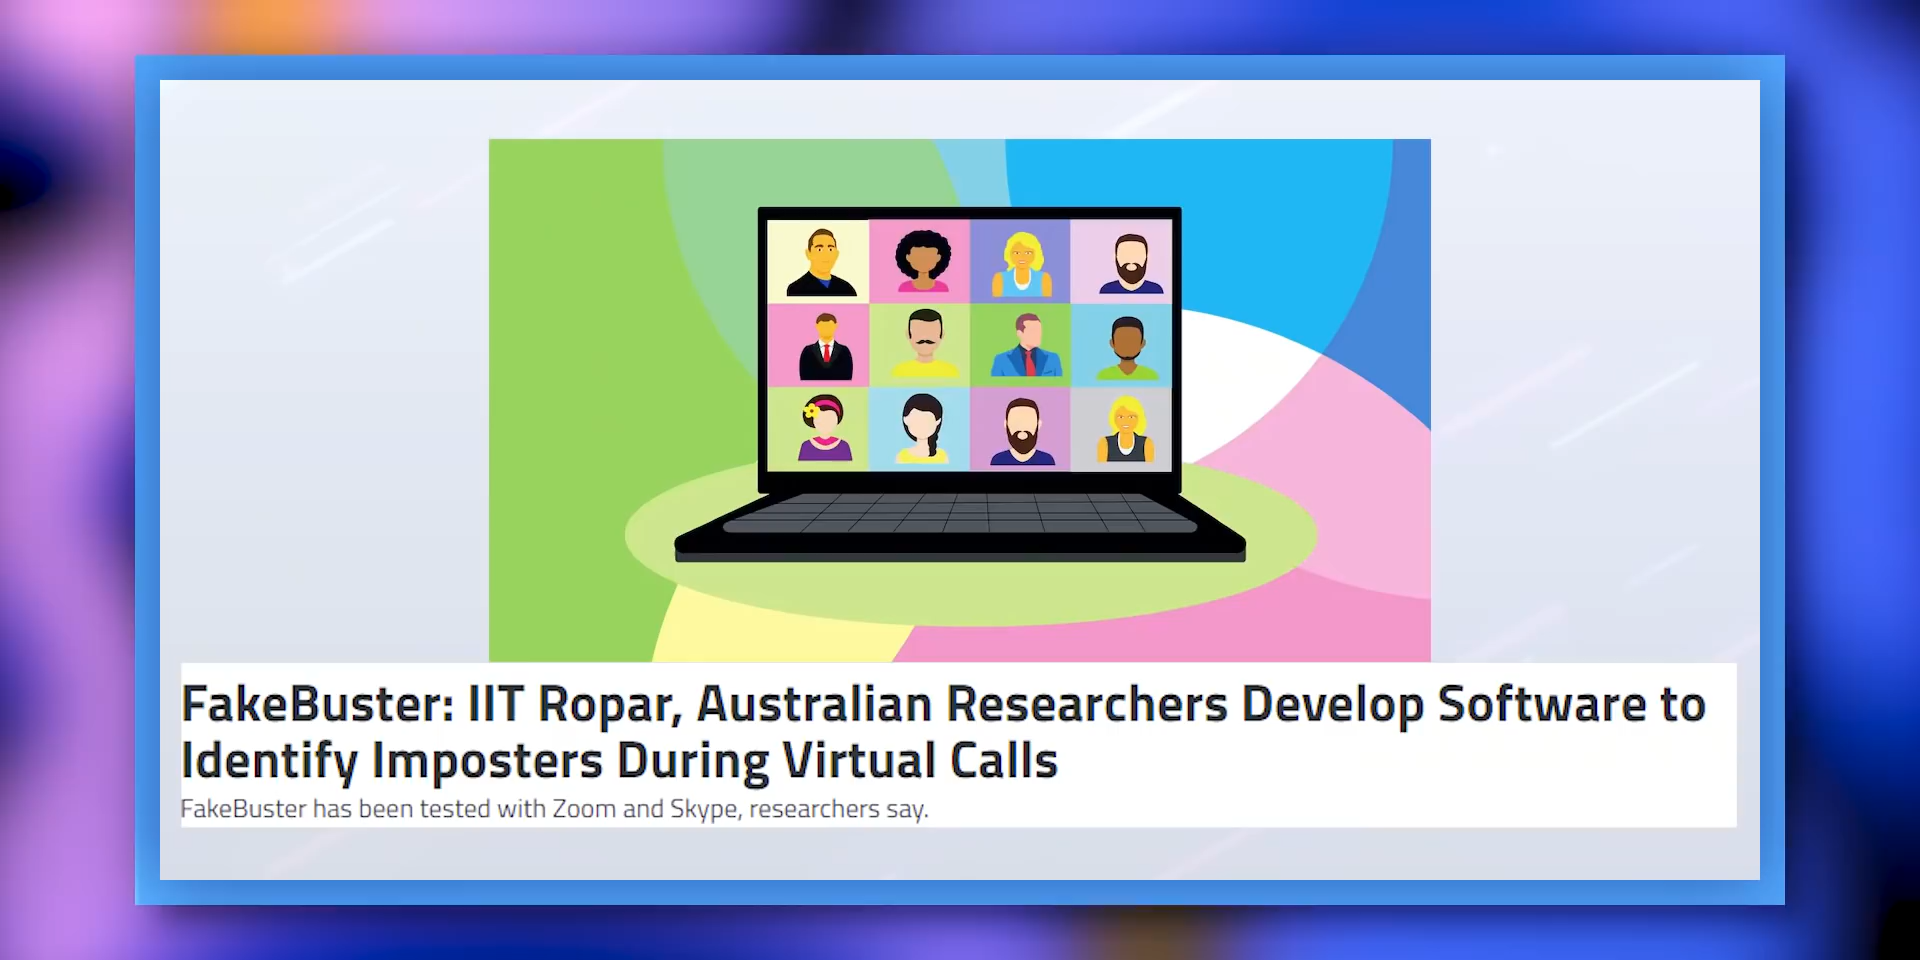 FakeBuster: IIT Ropar, Australian Researchers Develop Software to
Identify Imposters During Virtual Calls
FakeBuster has been tested with Zoom and Skype, researchers say.